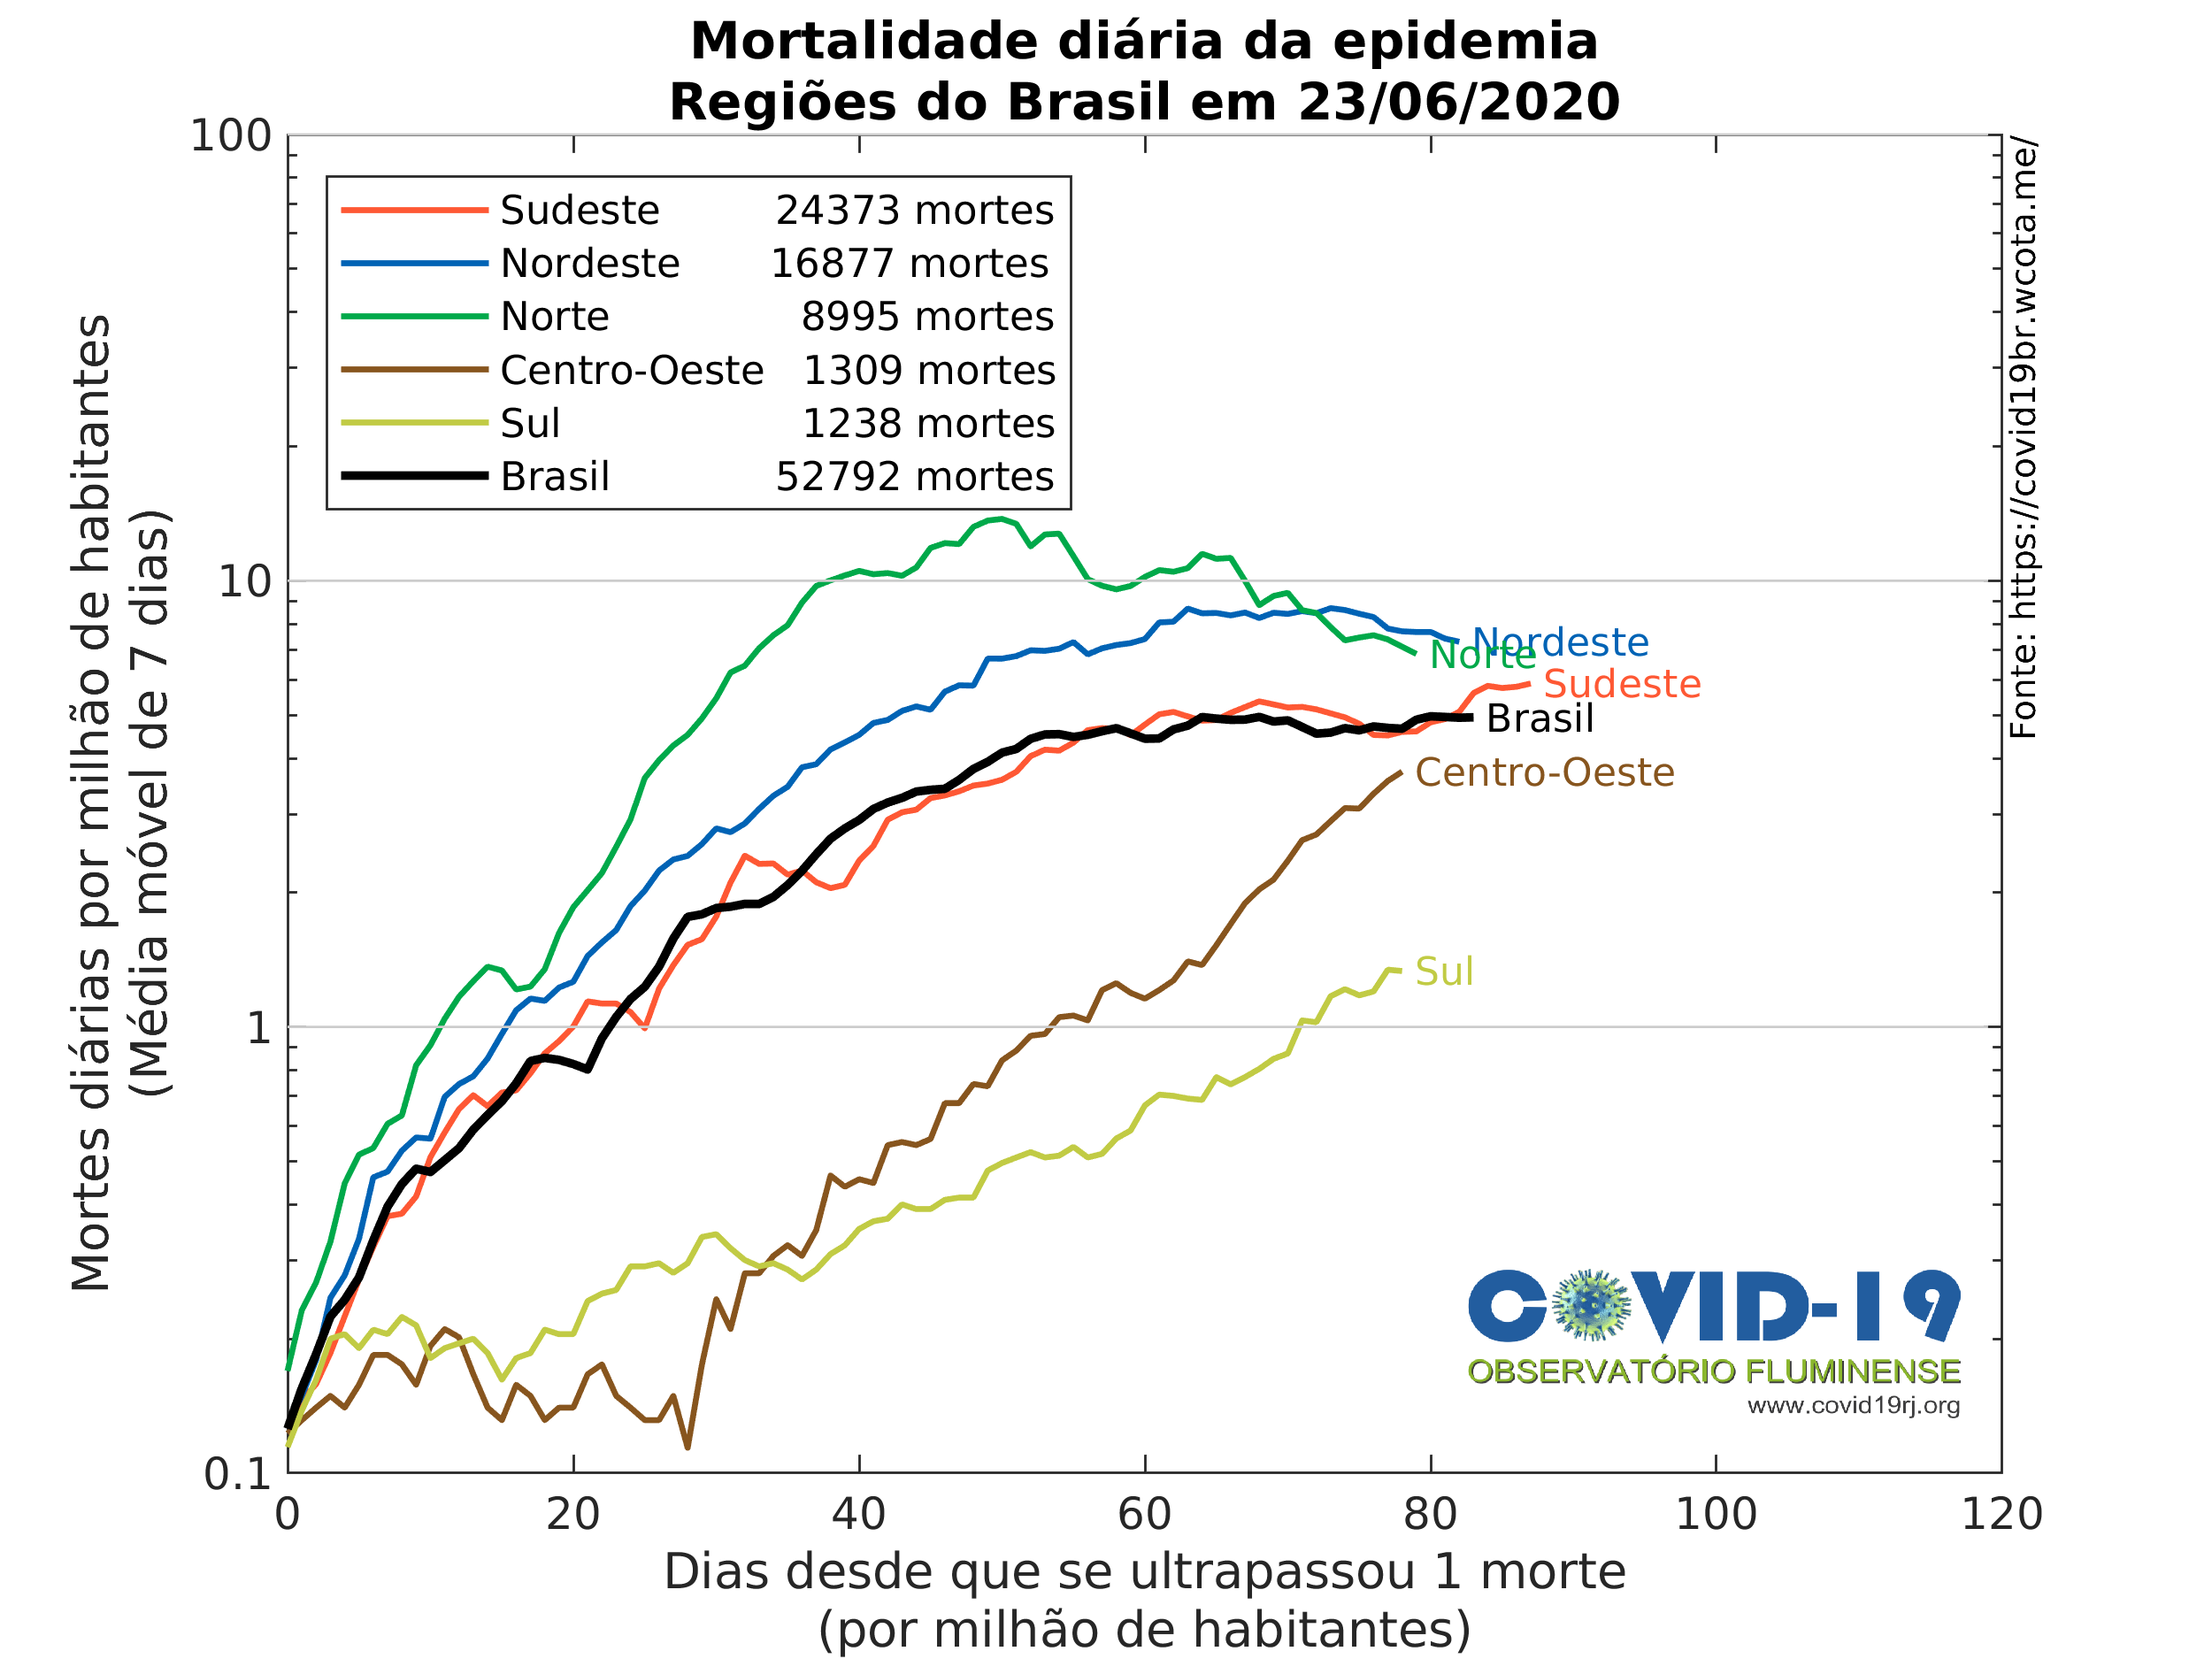 Mortalidade diária da epidemia
Regiões do Brasil em 23/06/2020
Mortes diárias por milhão de habitantes
(Média móvel de 7 dias)
100
10
1
0.1
Sudeste 24373 mortes
Nordeste 16877 mortes
Norte 8995 mortes
Centro-Oeste 1309 mortes
Sul 1238 mortes
Brasil 52792 mortes
Nordeste
Norte
Sudeste
Brasil
Centro-Oeste
Sul
Fonte: https://covid19br.wcota.me/
COVID-19
OBSERVATÓRIO FLUMINENSE
www.covid19rj.org
0 20 40 60 80 100 120
Dias desde que se ultrapassou 1 morte
(por milhão de habitantes)